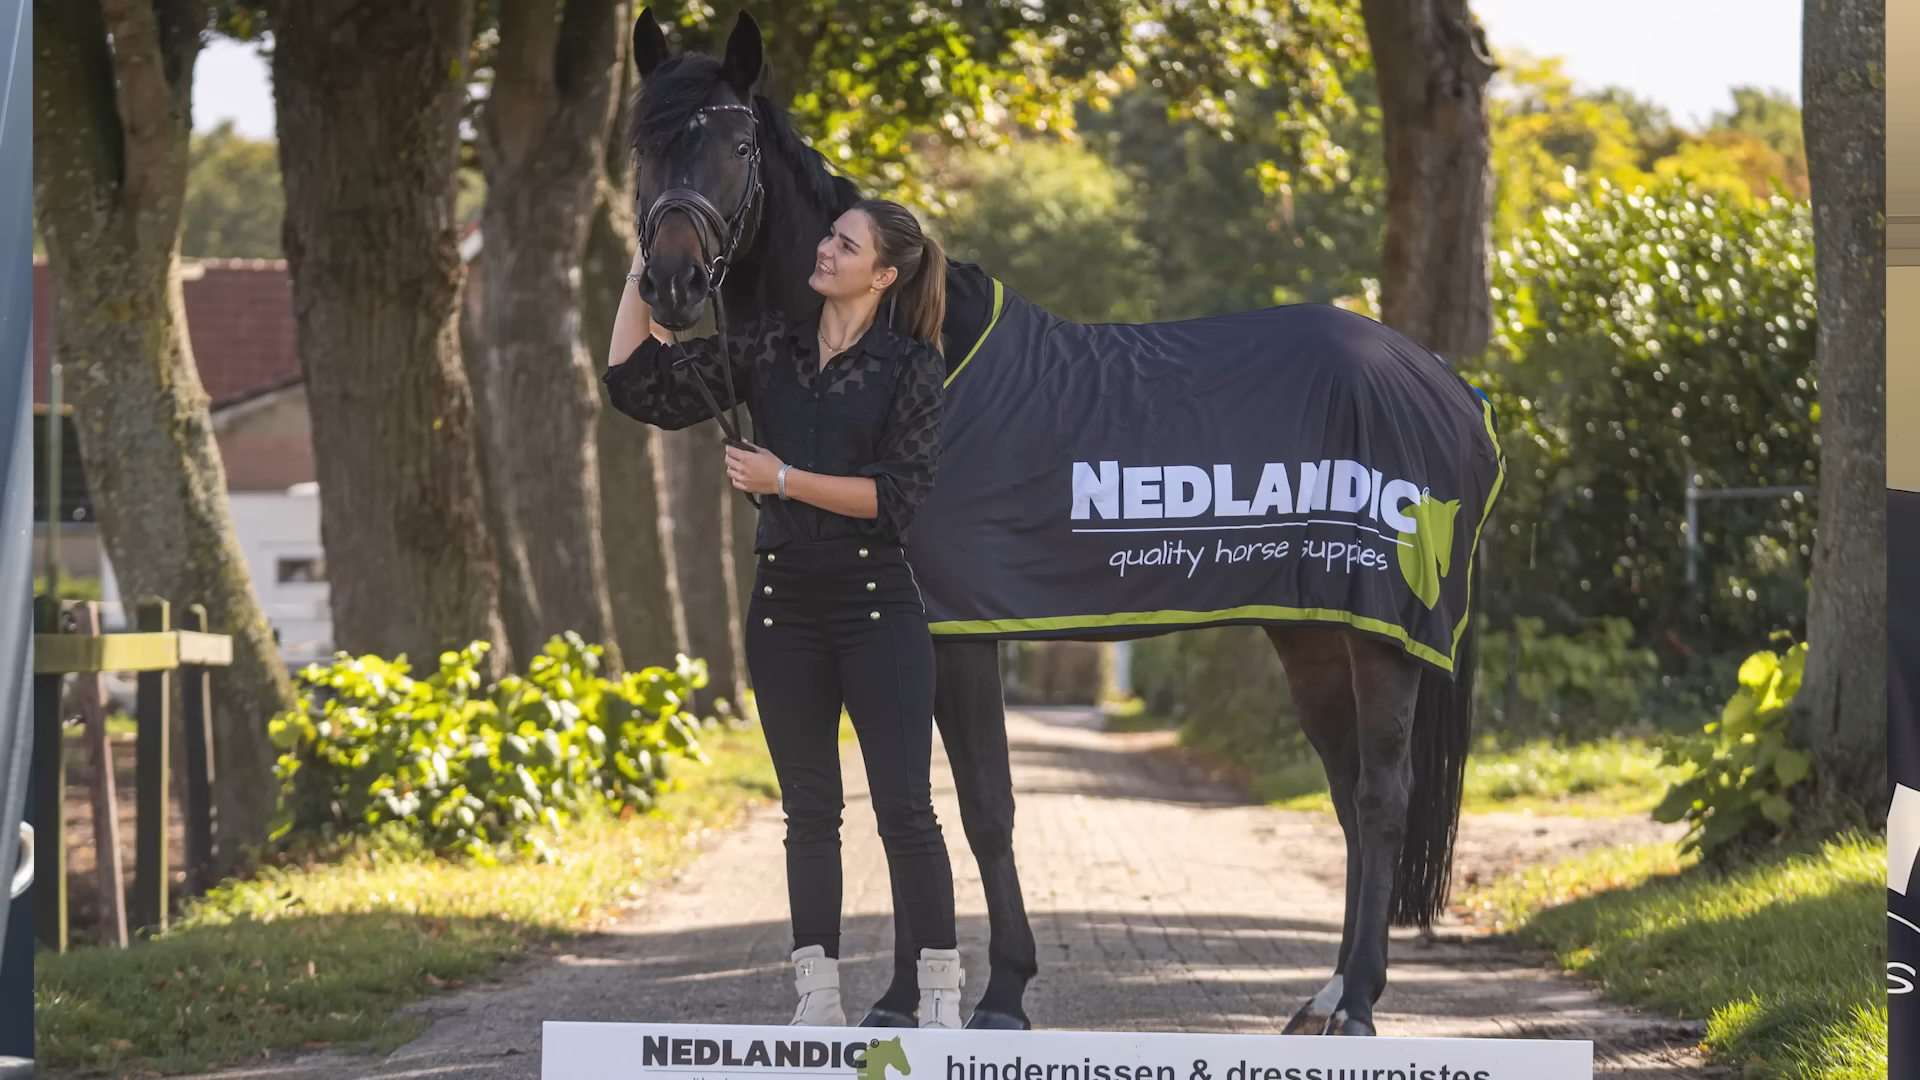 NEDLANDIC
quality horse supplies
NEDLANDIC©
hindernissen & dressuurpistes